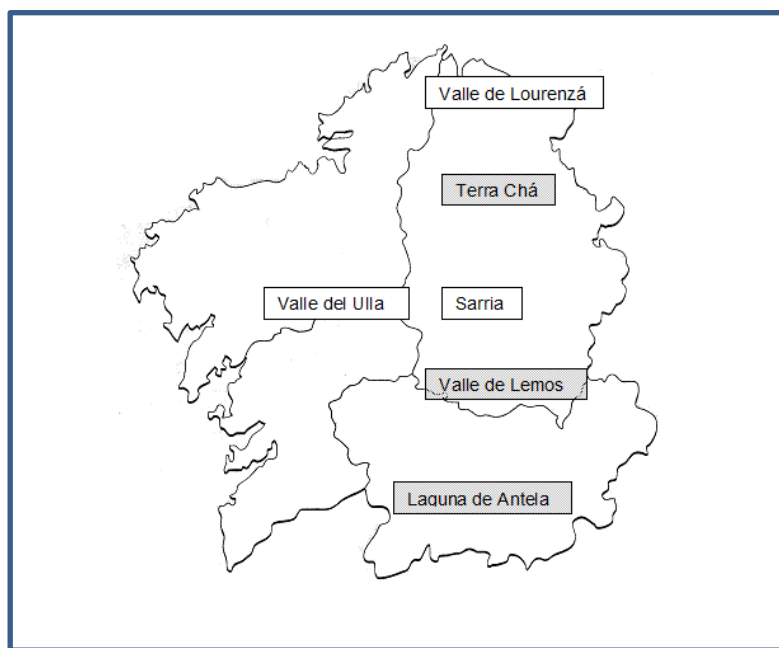 Valle de Lourenzá
Terra Chá
Valle del Ulla
Sarria
Valle de Lemos
Laguna de Antela